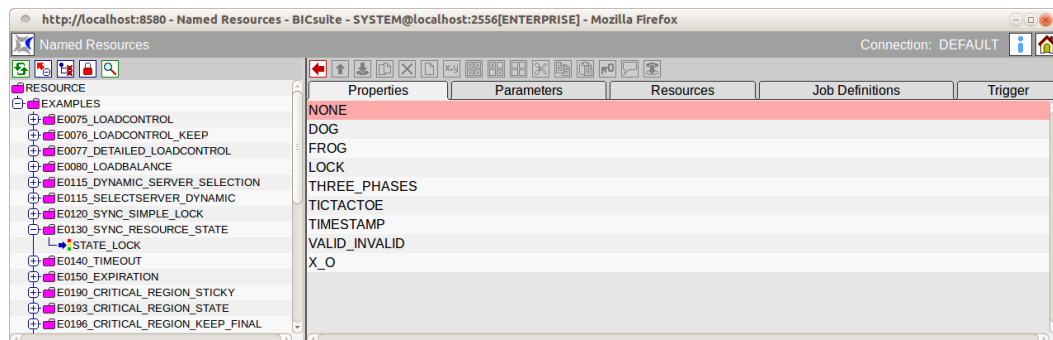 http://localhost:8580 - Named Resources - BICsuite - SYSTEM@localhost:2556[ENTERPRISE] - Mozilla Firefox
Named Resources
Connection: DEFAULT
RESOURCE
EXAMPLES
E0075_LOADCONTROL
E0076_LOADCONTROL_KEEP
E0077_DETAILED_LOADCONTROL
E0080_LOADBALANCE
E0115_DYNAMIC_SERVER_SELECTION
E0115_SELECTSERVER_DYNAMIC
E0120_SYNC_SIMPLE_LOCK
E0130_SYNC_RESOURCE_STATE
STATE_LOCK
E0140_TIMEOUT
E0150_EXPIRATION
E0190_CRITICAL_REGION_STICKY
E0193_CRITICAL_REGION_STATE
E0196_CRITICAL_REGION_KEEP_FINAL
Properties
Parameters
Resources
Job Definitions
Trigger
NONE
DOG
FROG
LOCK
THREE_PHASES
TICTACTOE
TIMESTAMP
VALID_INVALID
X_O